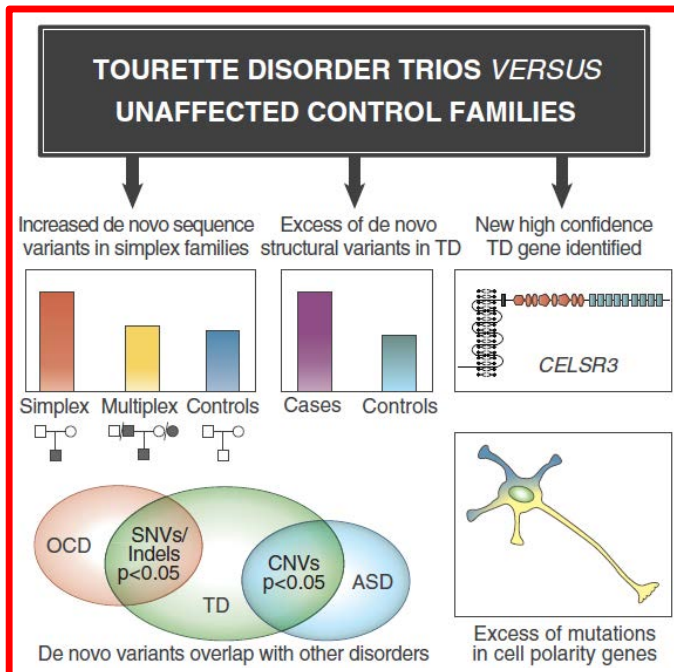 TOURETTE DISORDER TRIOS VERSUS
UNAFFECTED CONTROL FAMILIES
Increased de novo sequence
variants in simplex families
Excess of de novo
structural variants in TD
New high confidence
TD gene identified
CELSR3
Simplex
Multiplex
Controls
Cases
Controls
OCD
SNVs/
Indels
p<0.05
TD
CNVs
p<0.05
ASD
De novo variants overlap with other disorders
Excess of mutations
in cell polarity genes